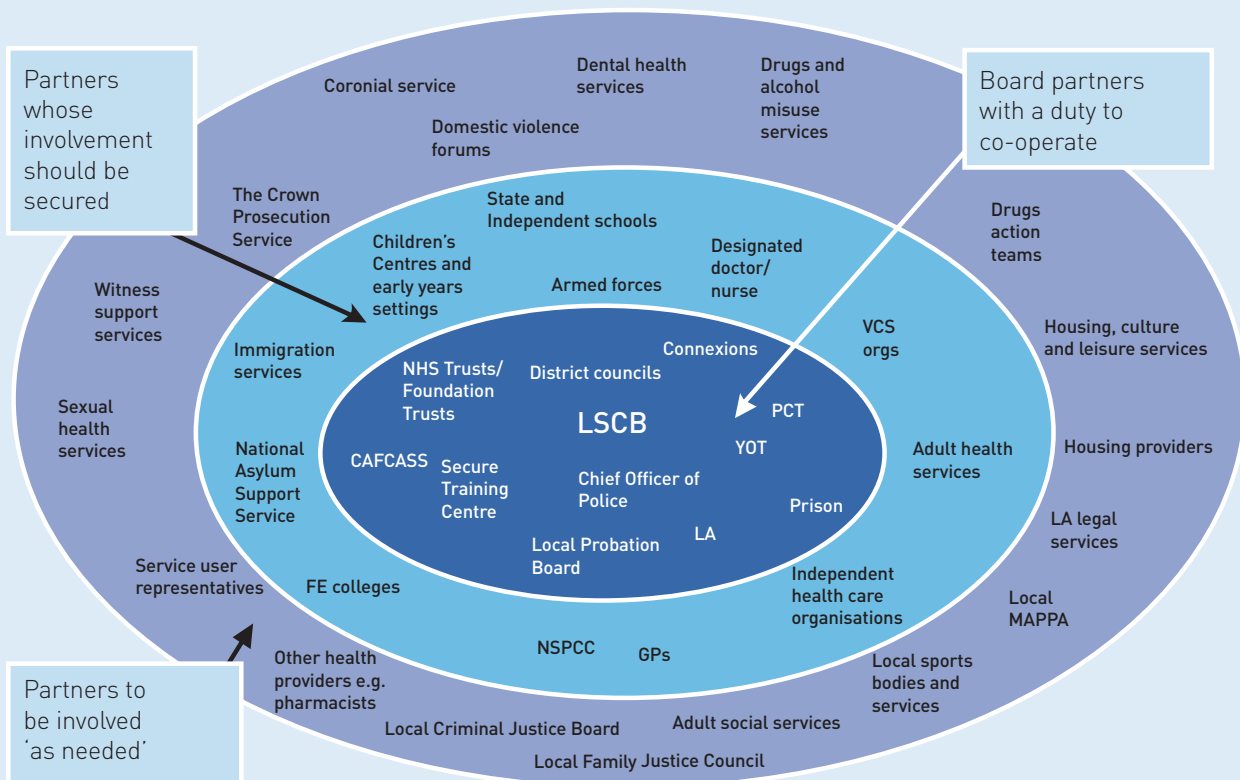 Partners
whose
involvement
should be
secured
Board partners
with a duty to
co-operate
Partners to
be involved
‘as needed’
Coronial service
Dental health
services
Drugs and
alcohol
misuse
services
Domestic violence
forums
The Crown
Prosecution
Service
Drugs
action
teams
Witness
support
services
Housing, culture
and leisure services
Sexual
health
services
Housing providers
LA legal
services
Service user
representatives
Local
MAPPA
Other health
providers e.g.
pharmacists
Local sports
bodies and
services
Local Criminal Justice Board
Adult social services
Local Family Justice Council
State and
Independent schools
Children’s
Centres and
early years
settings
Armed forces
Designated
doctor/
nurse
VCS
orgs
Immigration
services
National
Asylum
Support
Service
Adult health
services
FE colleges
Independent
health care
organisations
NSPCC
GPs
Connexions
NHS Trusts/
Foundation
Trusts
District councils
LSCB
PCT
YOT
CAFCASS
Secure
Training
Centre
Chief Officer of
Police
Prison
LA
Local Probation
Board